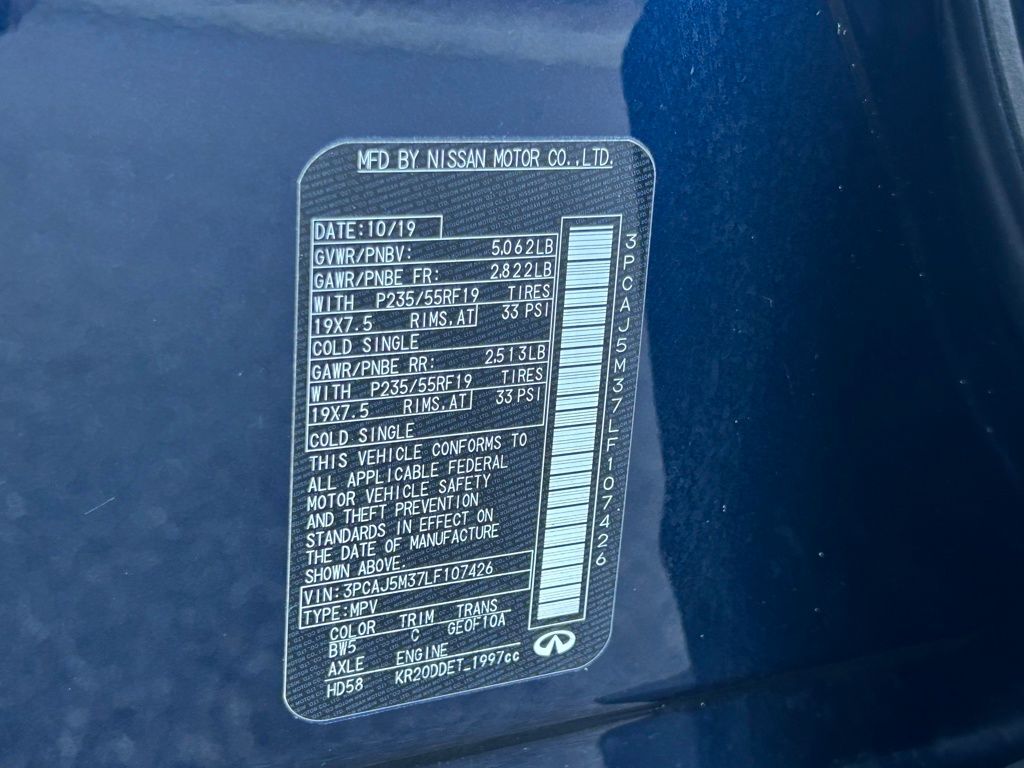 MFD BY NISSAN MOTOR CO.,LTD.
DATE:10/19
GVWR/PNBV: 5,062LB
GAWR/PNBE FR: 2,822LB
WITH P235/55RF19 TIRES
19X7.5 RIMS,AT 33 PSI
COLD SINGLE
GAWR/PNBE RR: 2,513LB
WITH P235/55RF19 TIRES
19X7.5 RIMS,AT 33 PSI
COLD SINGLE
THIS VEHICLE CONFORMS TO
ALL APPLICABLE FEDERAL
MOTOR VEHICLE SAFETY
AND THEFT PREVENTION
STANDARDS IN EFFECT ON
THE DATE OF MANUFACTURE
SHOWN ABOVE.
VIN:3PCAJ5M37LF107426
TYPE:MPV
COLOR TRIM TRANS
BW5 C GE0F10A
AXLE ENGINE
HD58 KR20DDET_1997cc
3PCAJ5M37LF107426